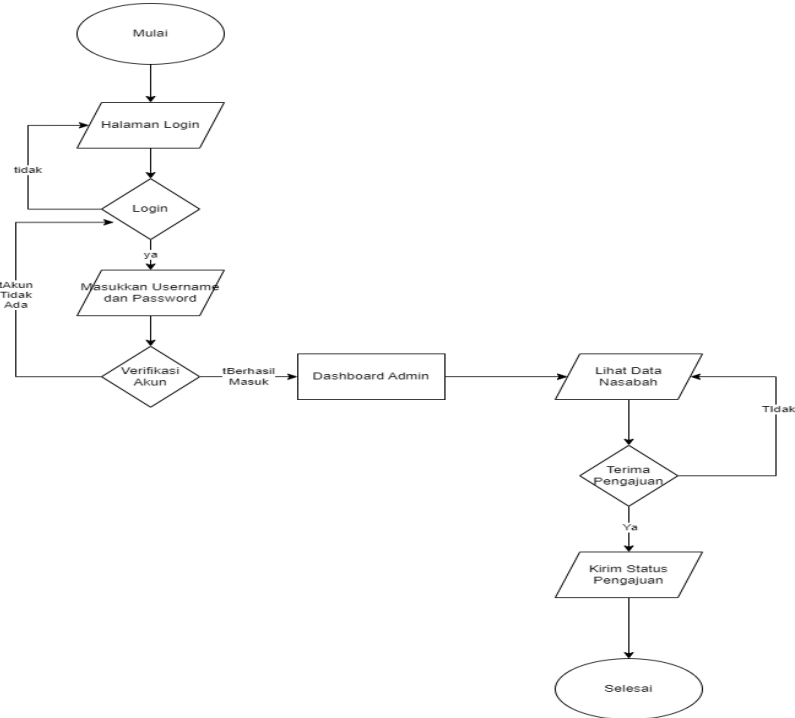 Mulai
Halaman Login
tidak
Login
ya
Masukkan Username
dan Password
tAkun
Tidak
Ada
Verifikasi
Akun
tBerhasil
Masuk
Dashboard Admin
Lihat Data
Nasabah
TIdak
Terima
Pengajuan
Ya
Kirim Status
Pengajuan
Selesai